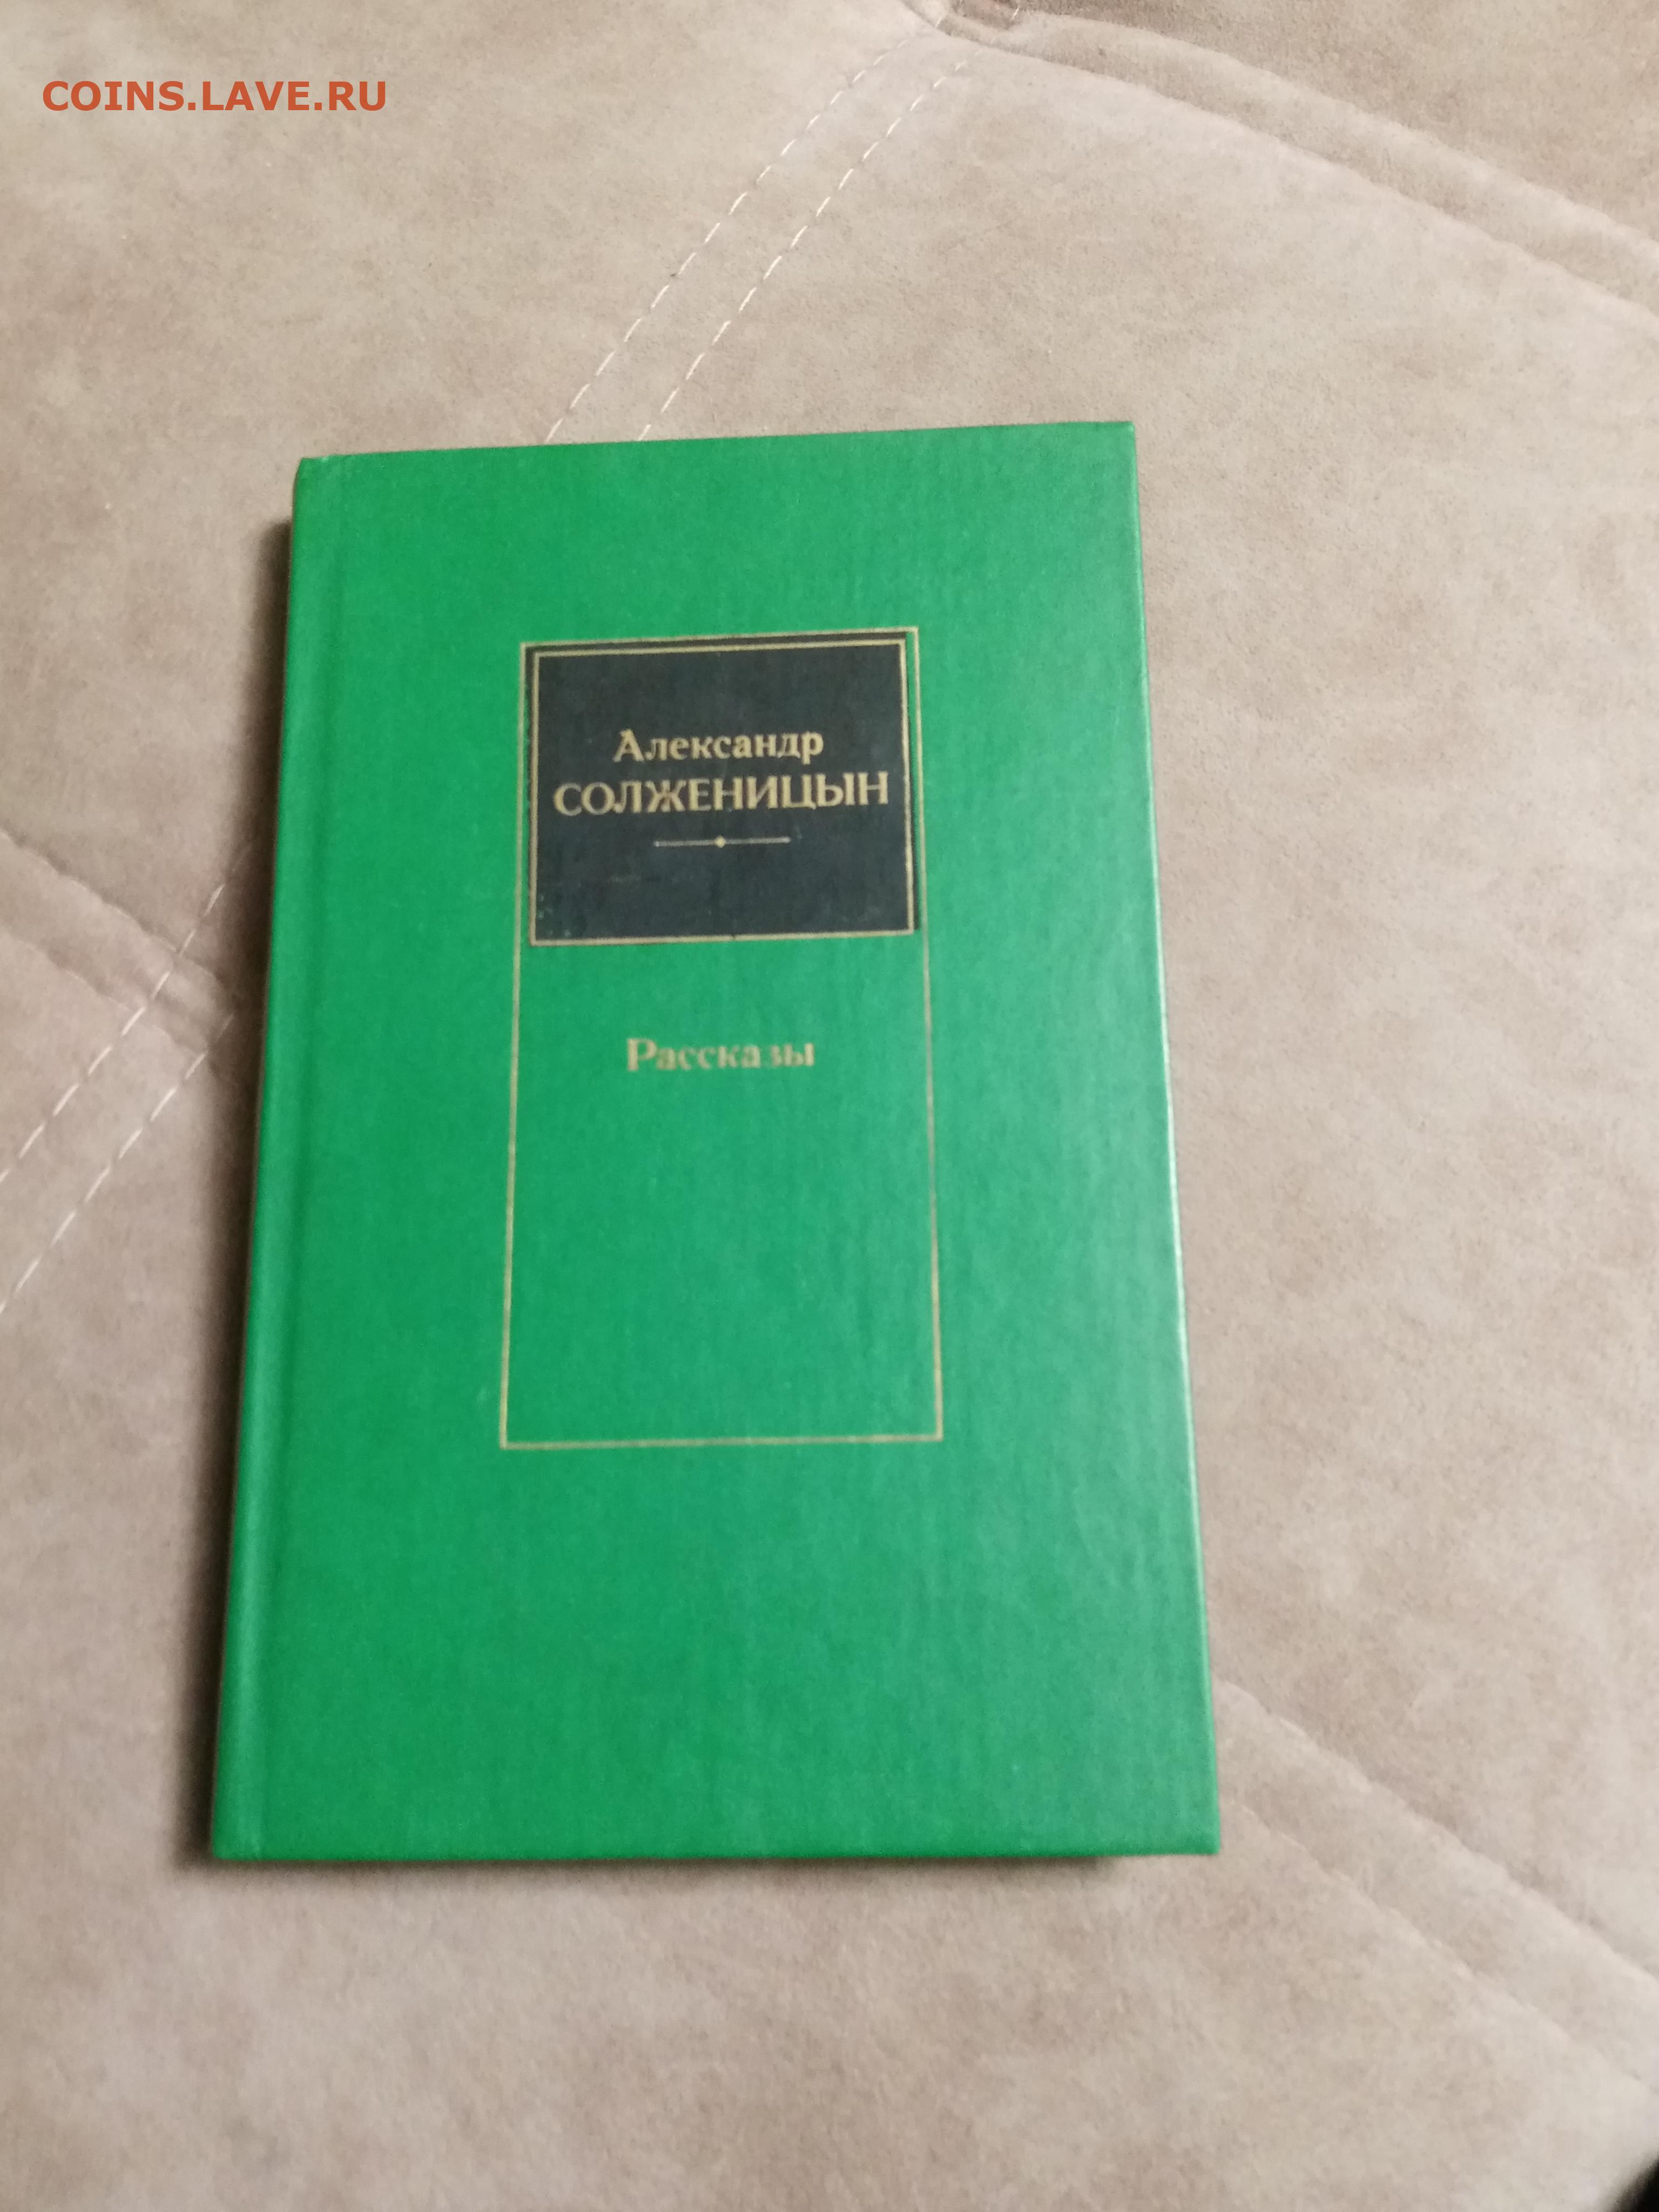 COINS.LAVE.RU
Александр
СОЛЖЕНИЦЫН
Рассказы